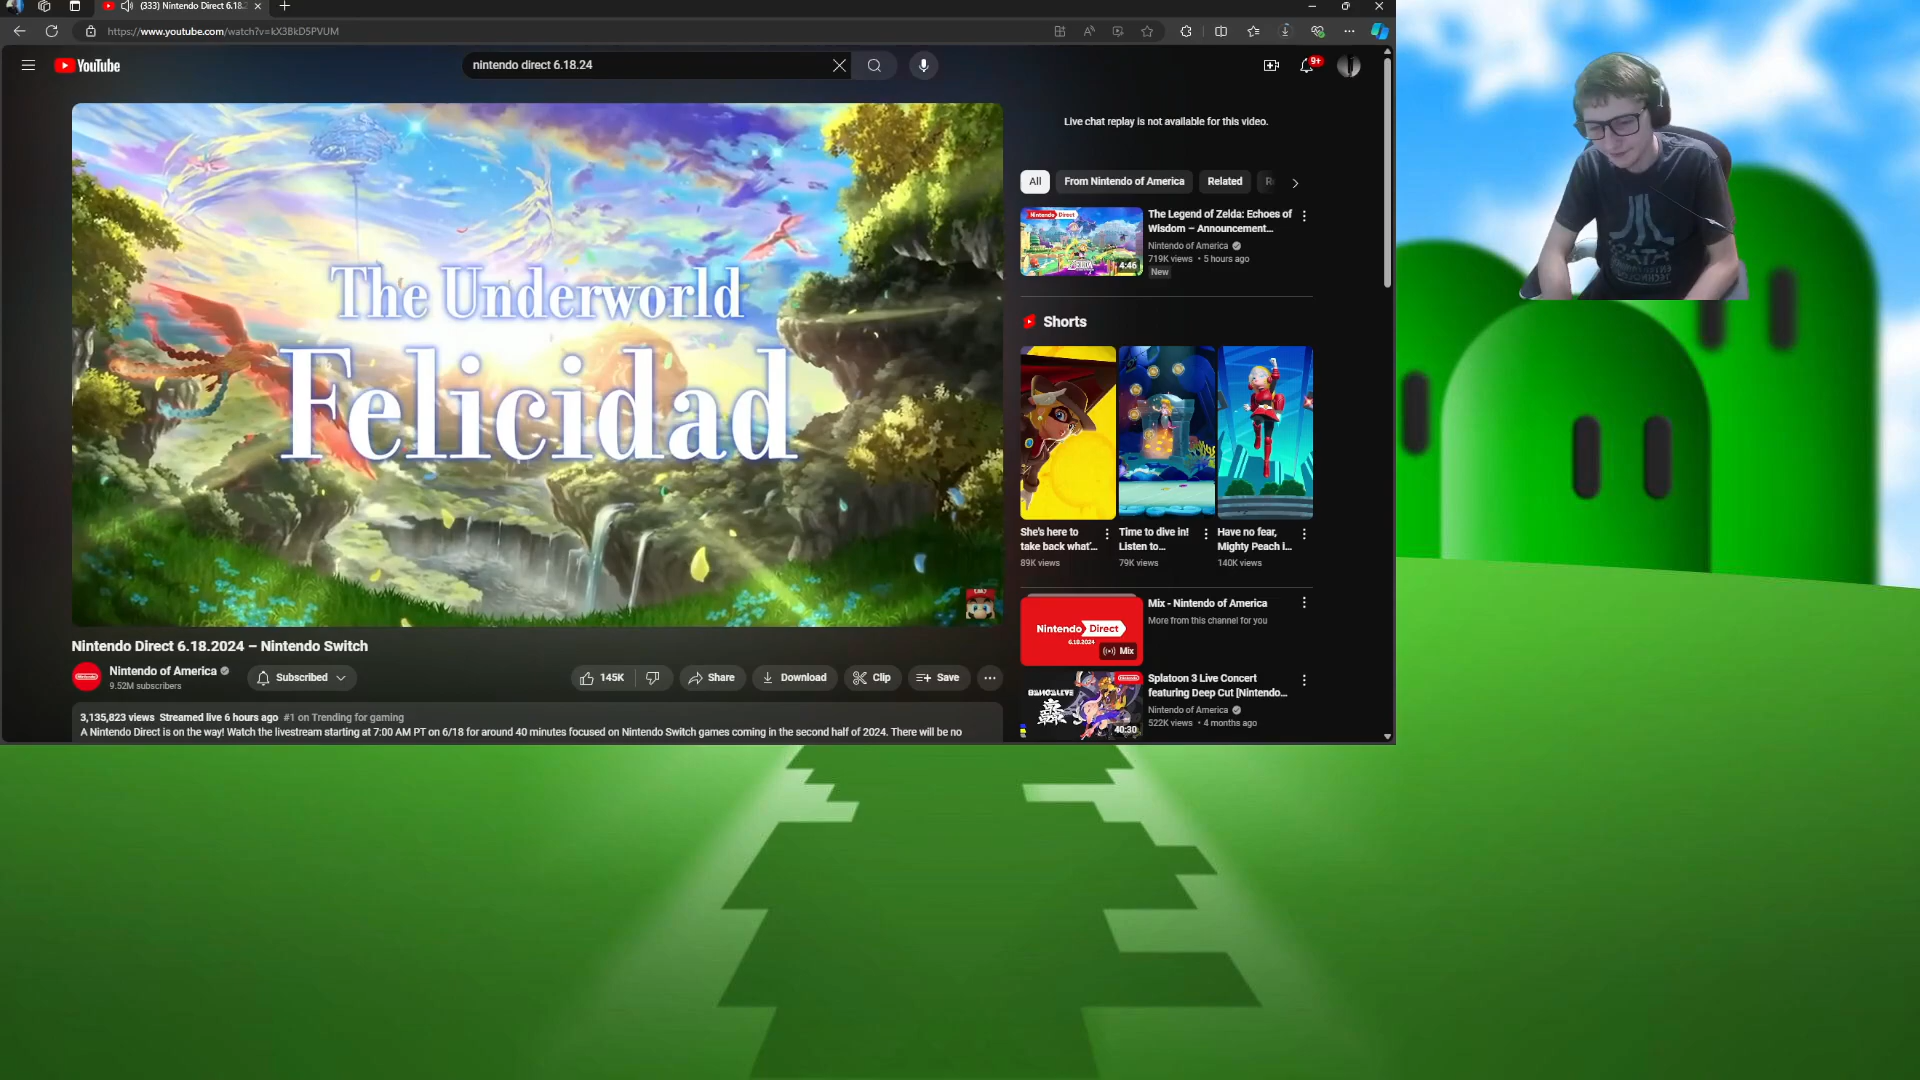 (333) Nintendo Direct 6.18.2
https://www.youtube.com/watch?v=kX3BkD5PVUM
YouTube
nintendo direct 6.18.24
9+
The Underworld
Felicidad
Live chat replay is not available for this video.
All
From Nintendo of America
Related
Nintendo Direct
ZELDA
4:46
The Legend of Zelda: Echoes of
Wisdom – Announcement...
Nintendo of America
719K views • 5 hours ago
New
Shorts
She's here to
take back what'...
89K views
Time to dive in!
Listen to...
79K views
Have no fear,
Mighty Peach i...
140K views
Nintendo Direct
6.18.2024
Mix
Mix - Nintendo of America
More from this channel for you
40:30
Splatoon 3 Live Concert
featuring Deep Cut [Nintendo...
Nintendo of America
522K views • 4 months ago
Nintendo Direct 6.18.2024 – Nintendo Switch
Nintendo of America
9.52M subscribers
Subscribed
145K
Share
Download
Clip
Save
3,135,823 views Streamed live 6 hours ago #1 on Trending for gaming
A Nintendo Direct is on the way! Watch the livestream starting at 7:00 AM PT on 6/18 for around 40 minutes focused on Nintendo Switch games coming in the second half of 2024. There will be no